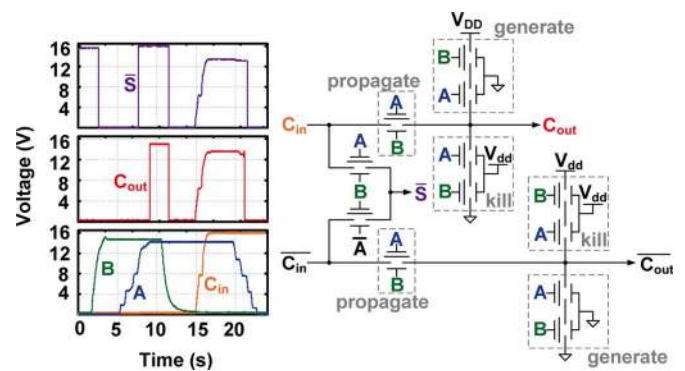 16
12
8
4
S̅
16
12
8
4
Cout
16
12
8
4
B
A
Cin
0
5
10
15
20
Voltage (V)
Time (s)
VDD
generate
B
A
propagate
A
B
Cin
Cout
A
B
A̅
S̅
A
B
Vdd
kill
Vdd
B
A
Vdd
kill
C̅in
A
B
propagate
C̅out
A
B
generate